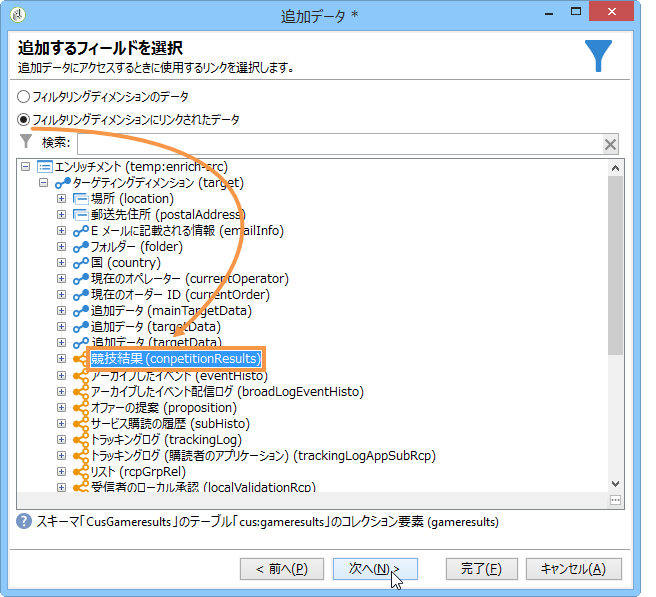 追加データ *
追加するフィールドを選択
追加データにアクセスするときに使用するリンクを選択します。
フィルタリングディメンションのデータ
フィルタリングディメンションにリンクされたデータ
検索:
エンリッチメント (temp:enrich-src)
ターゲティングディメンション (target)
場所 (location)
郵送先住所 (postalAddress)
E メールに記載される情報 (emailInfo)
フォルダー (folder)
国 (country)
現在のオペレーター (currentOperator)
現在のオーダー ID (currentOrder)
追加データ (mainTargetData)
追加データ (targetData)
追加データ (targetData)
競技結果 (conpetitionResults)
アーカイブしたイベント (eventHisto)
アーカイブしたイベント配信ログ (broadLogEventHisto)
オファーの提案 (proposition)
サービス購読の履歴 (subHisto)
トラッキングログ (trackingLog)
トラッキングログ (購読者のアプリケーション) (trackingLogAppSubRcp)
リスト (rcpGrpRel)
受信者のローカル承認 (localValidationRcp)
スキーマ「CusGameresults」のテーブル「cus:gameresults」のコレクション要素 (gameresults)
< 前へ(P) 次へ(N) > 完了(F) キャンセル(A)